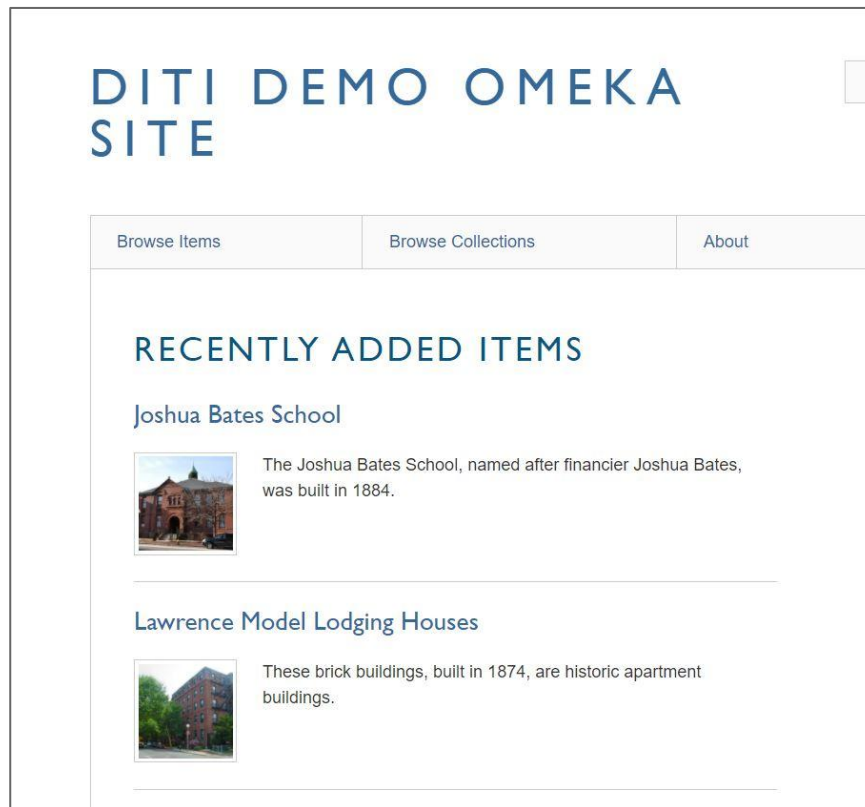 DITI DEMO OMEKA
SITE
Browse Items
Browse Collections
About
RECENTLY ADDED ITEMS
Joshua Bates School
The Joshua Bates School, named after financier Joshua Bates,
was built in 1884.
Lawrence Model Lodging Houses
These brick buildings, built in 1874, are historic apartment
buildings.